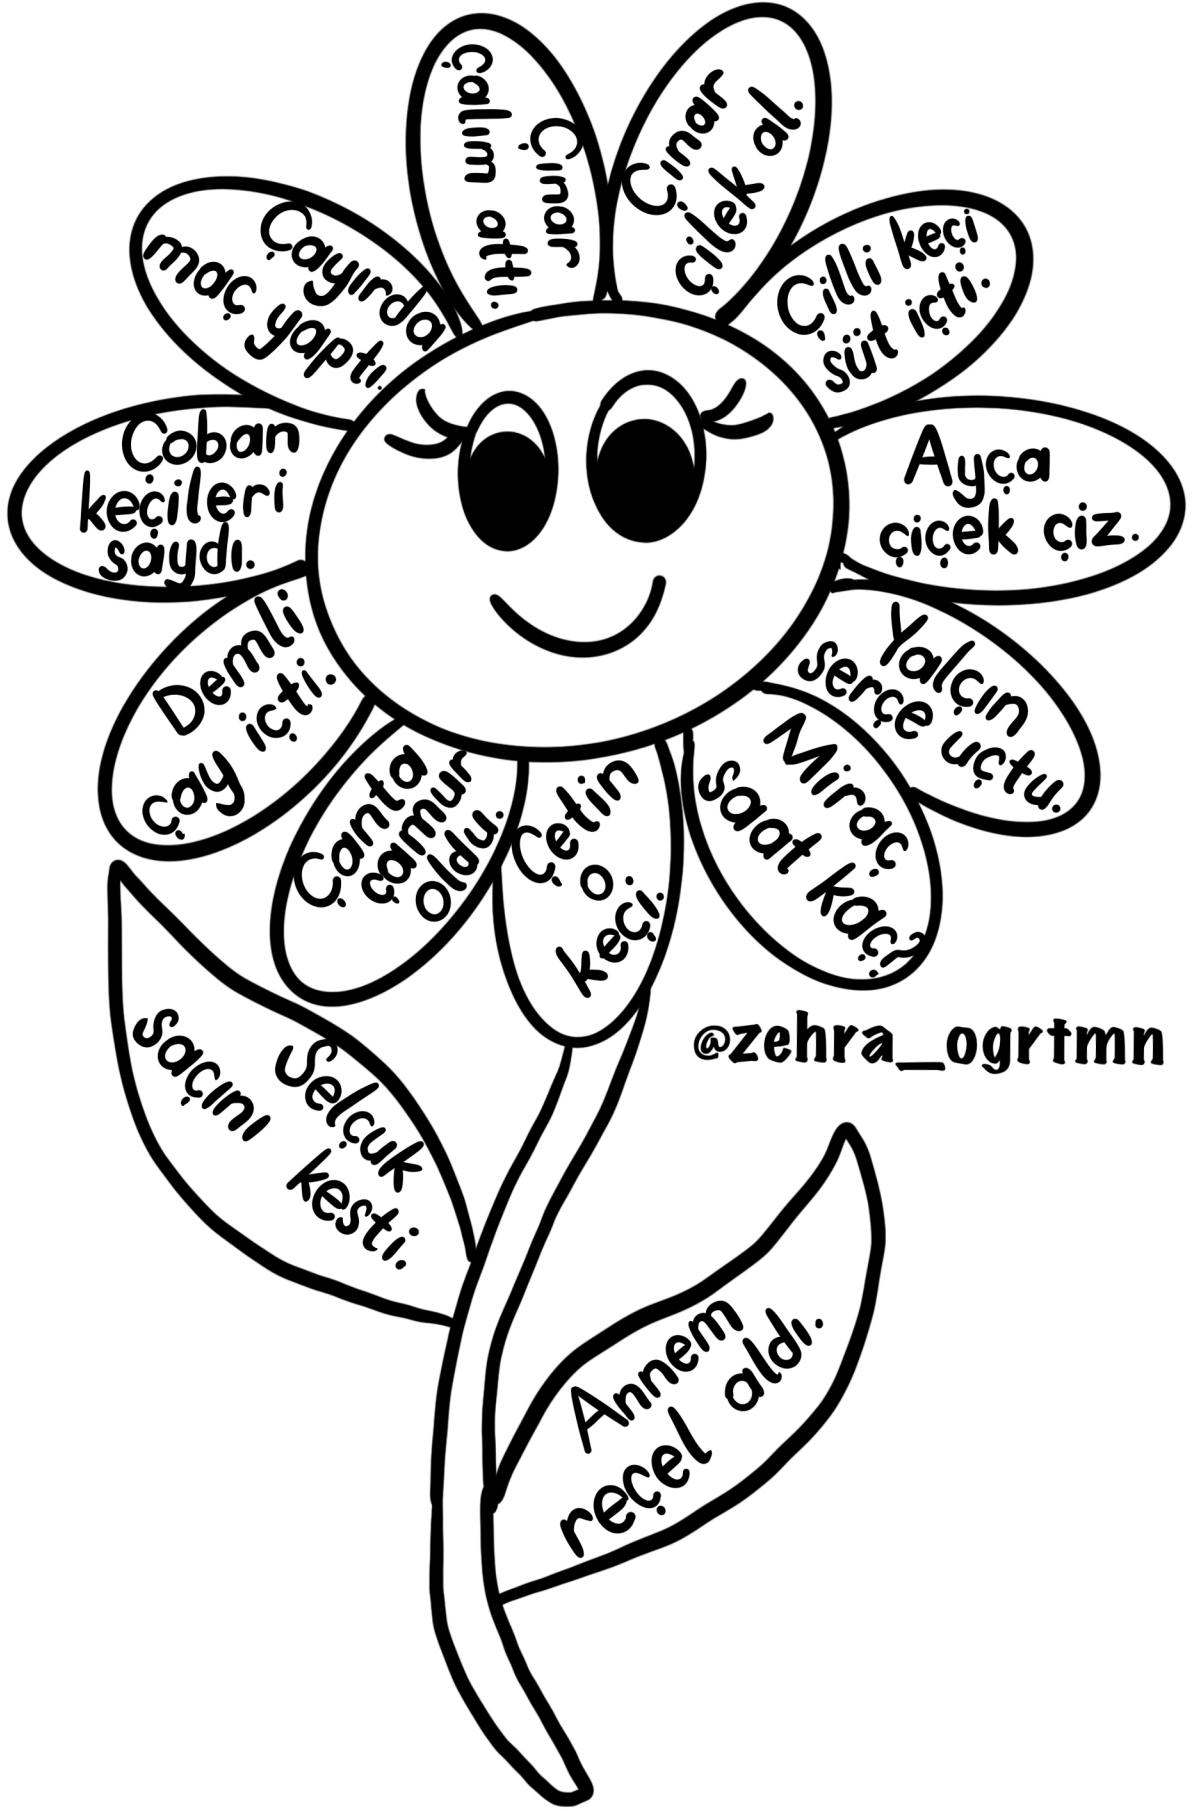 Çınar
çalım attı.
Çınar
çilek al.
Çilli keçi
süt içti.
Ayça
çiçek çiz.
Yalçın
serçe uçtu.
Miraç
saat kaç?
Çetin
o
keçi.
Çanta
çamur
oldu.
Demli
çay içti.
Çoban
keçileri
saydı.
Çayırda
maç yaptı.
@zehra_ogrtmn
Selçuk
saçını kesti.
Annem
reçel aldı.